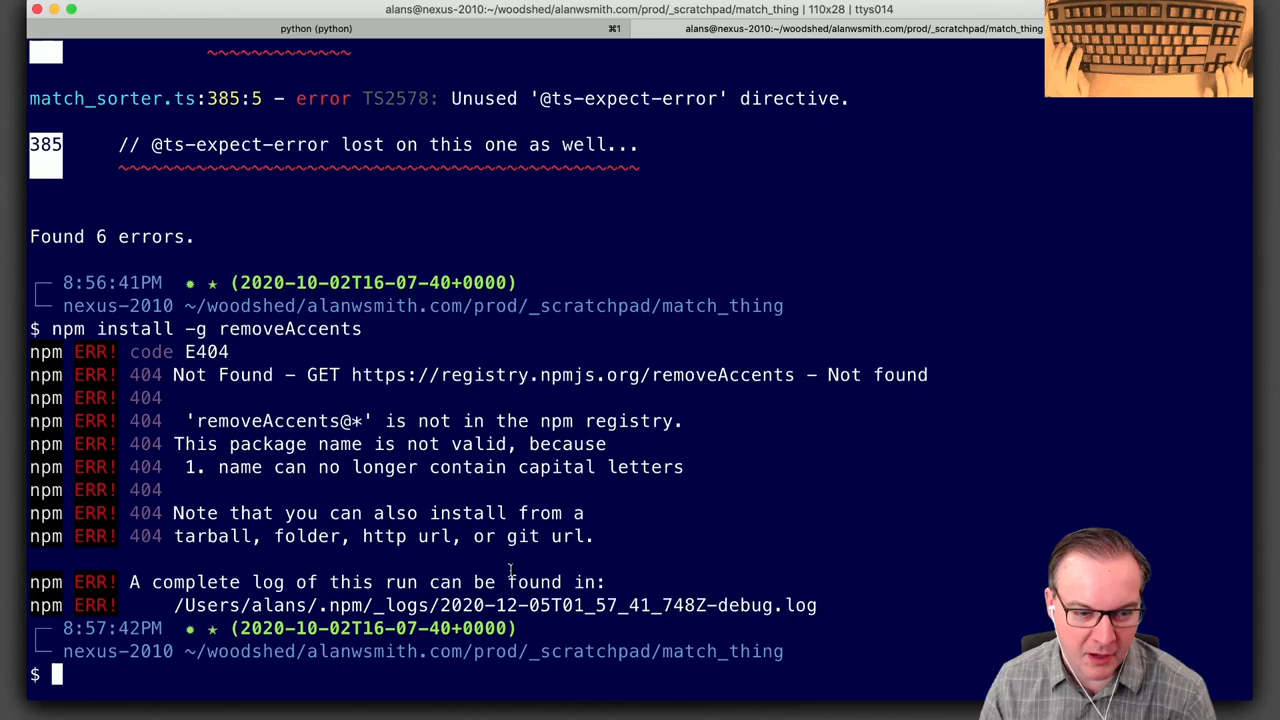 alans@nexus-2010:~/woodshed/alanwsmith.com/prod/_scratchpad/match_thing | 110x28 | ttys014
python (python) ⌘1 alans@nexus-2010:~/woodshed/alanwsmith.com/prod/_scratchpad/match_thing
~~~~~~~~~~~~~
match_sorter.ts:385:5 - error TS2578: Unused '@ts-expect-error' directive.
385 // @ts-expect-error lost on this one as well...
~~~~~~~~~~~~~~~~~~~~~~~~~~~~~~~~~~~~~~~~~~~~~~~
Found 6 errors.
8:56:41PM ✹ ★ (2020-10-02T16-07-40+0000)
nexus-2010 ~/woodshed/alanwsmith.com/prod/_scratchpad/match_thing
$ npm install -g removeAccents
npm ERR! code E404
npm ERR! 404 Not Found - GET https://registry.npmjs.org/removeAccents - Not found
npm ERR! 404
npm ERR! 404  'removeAccents@*' is not in the npm registry.
npm ERR! 404 This package name is not valid, because
npm ERR! 404  1. name can no longer contain capital letters
npm ERR! 404
npm ERR! 404 Note that you can also install from a
npm ERR! 404 tarball, folder, http url, or git url.
npm ERR! A complete log of this run can be found in:
npm ERR!     /Users/alans/.npm/_logs/2020-12-05T01_57_41_748Z-debug.log
8:57:42PM ✹ ★ (2020-10-02T16-07-40+0000)
nexus-2010 ~/woodshed/alanwsmith.com/prod/_scratchpad/match_thing
$